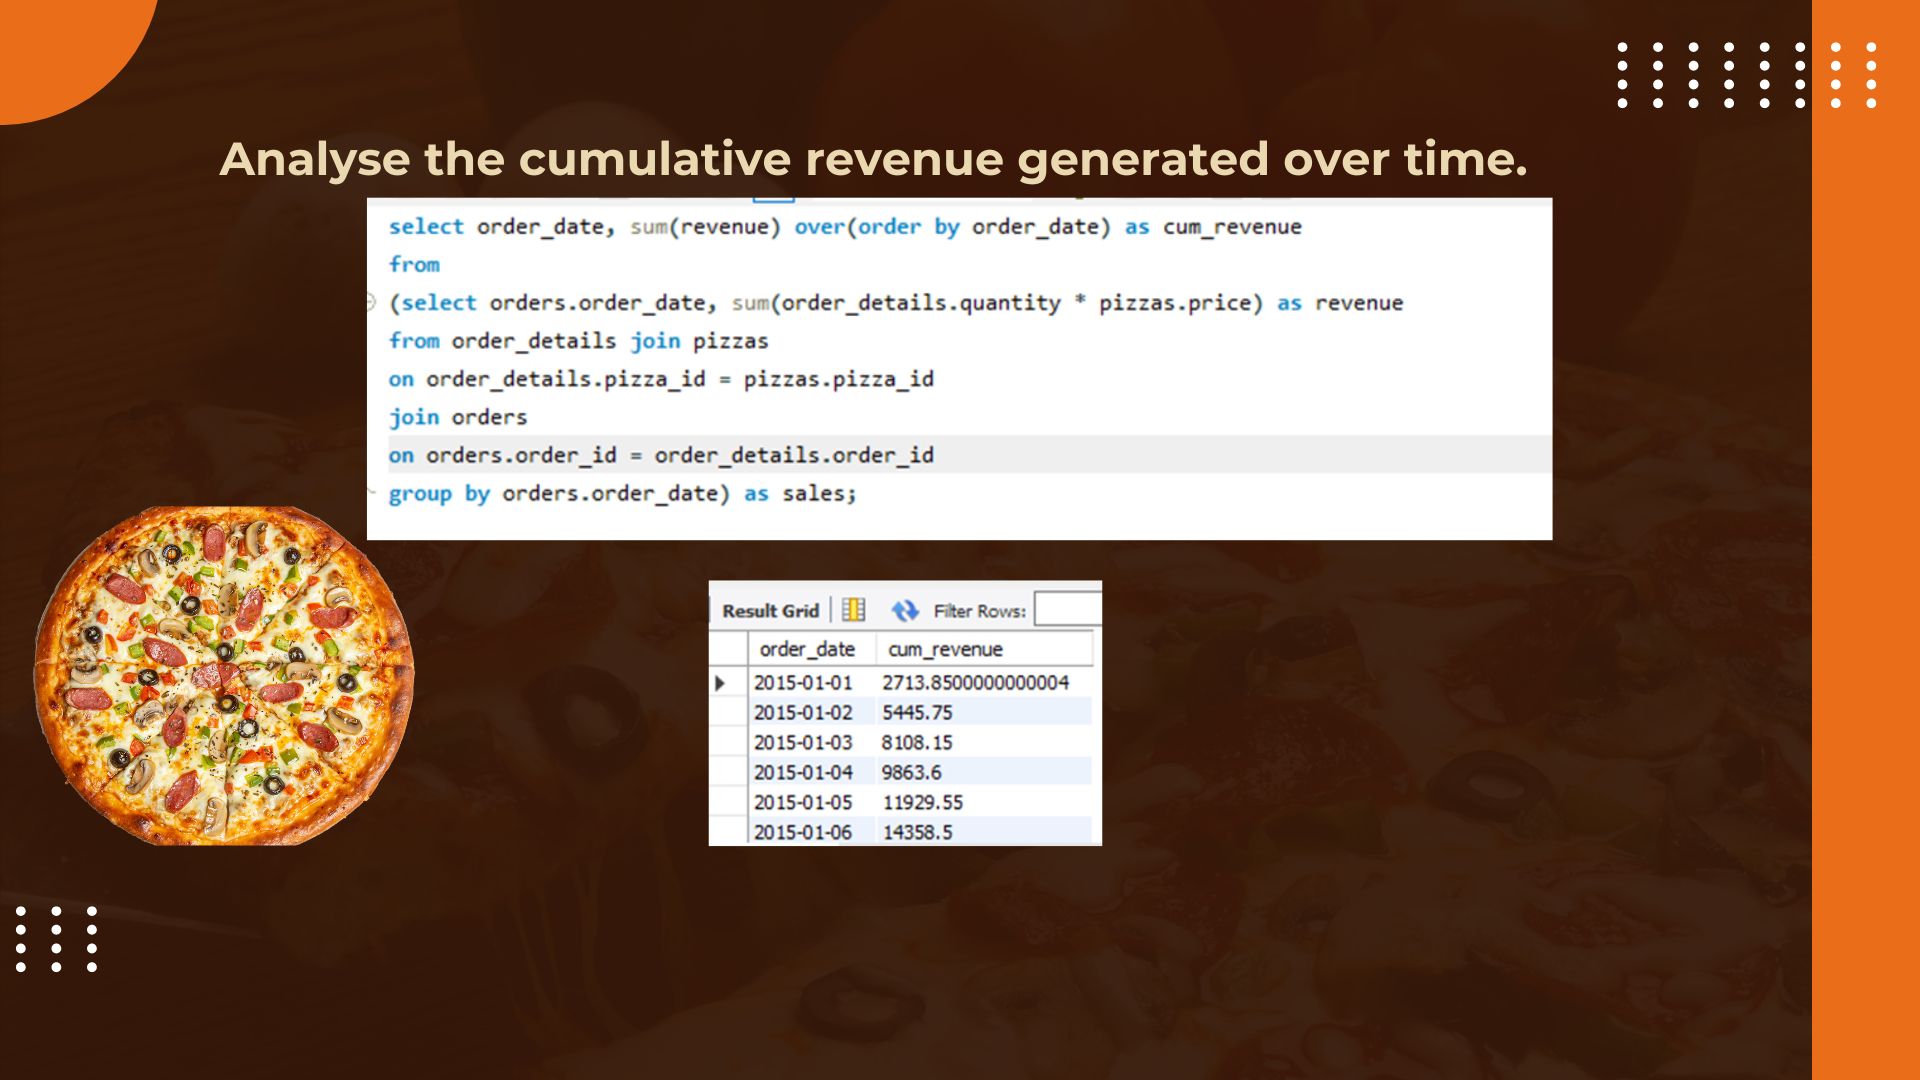 Analyse the cumulative revenue generated over time.
select order_date, sum(revenue) over(order by order_date) as cum_revenue
from
(select orders.order_date, sum(order_details.quantity * pizzas.price) as revenue
from order_details join pizzas
on order_details.pizza_id = pizzas.pizza_id
join orders
on orders.order_id = order_details.order_id
group by orders.order_date) as sales;
Result Grid Filter Rows:
order_date cum_revenue
2015-01-01 2713.8500000000004
2015-01-02 5445.75
2015-01-03 8108.15
2015-01-04 9863.6
2015-01-05 11929.55
2015-01-06 14358.5